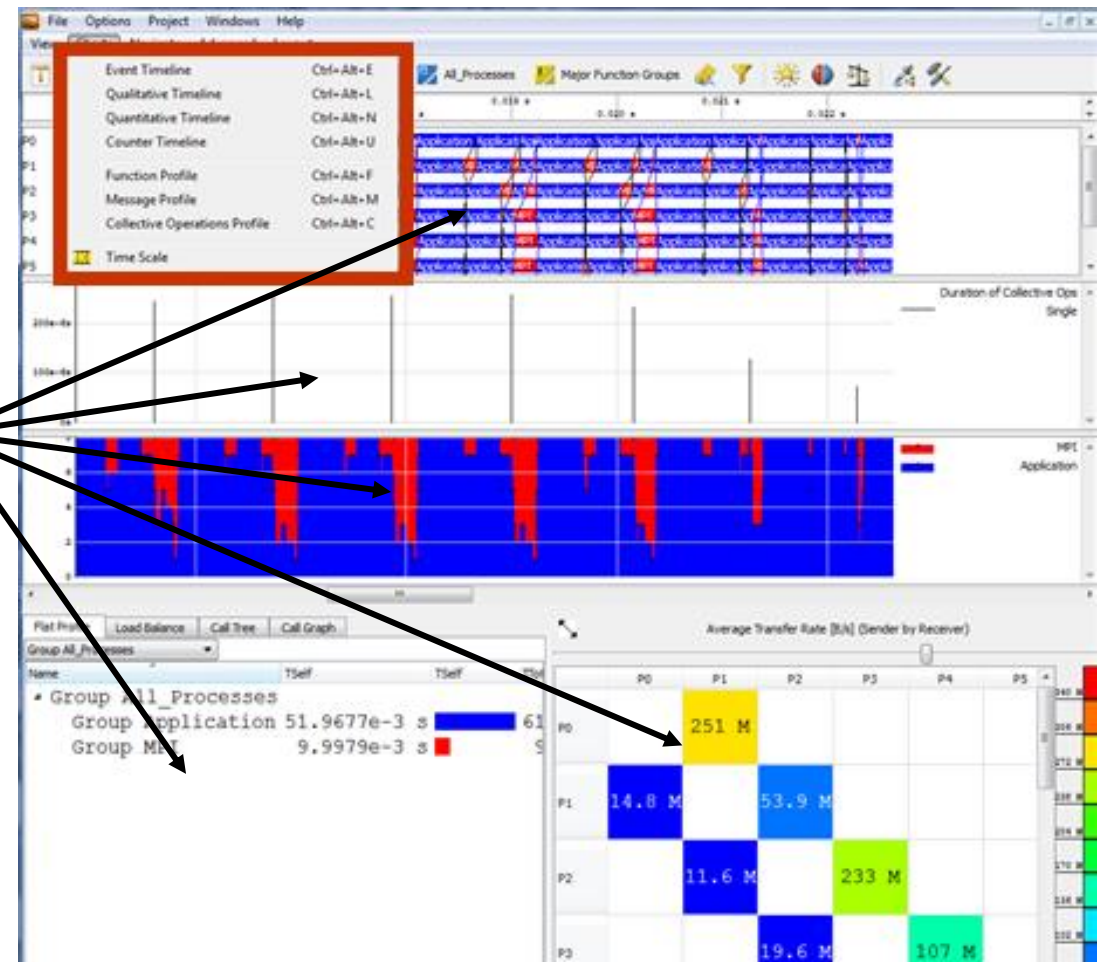 File Options Project Windows Help
View Charts
Event Timeline Ctrl+Alt+E
Qualitative Timeline Ctrl+Alt+L
Quantitative Timeline Ctrl+Alt+N
Counter Timeline Ctrl+Alt+U
Function Profile Ctrl+Alt+F
Message Profile Ctrl+Alt+M
Collective Operations Profile Ctrl+Alt+C
Time Scale
All_Processes Major Function Groups
P0
P1
P2
P3
P4
P5
Duration of Collective Ops
Single
MPI
Application
Flat Profile Load Balance Call Tree Call Graph
Group All_Processes
Name TSelf TSelf
Group All_Processes
Group Application 51.9677e-3 s 61
Group MPI 9.9979e-3 s 9
Average Transfer Rate [B/s] (Sender by Receiver)
P0 P1 P2 P3 P4 P5
P0 251 M
P1 14.8 M 53.9 M
P2 11.6 M 233 M
P3 19.6 M 107 M